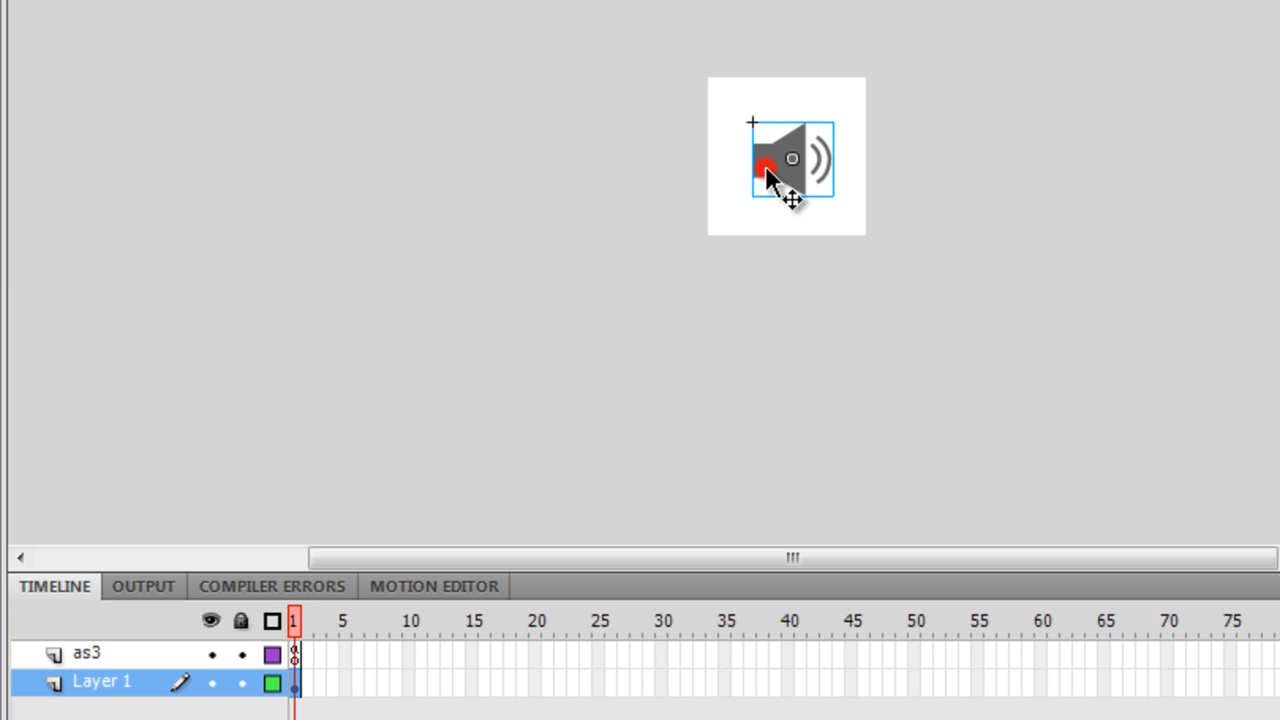 TIMELINE OUTPUT COMPILER ERRORS MOTION EDITOR
1 5 10 15 20 25 30 35 40 45 50 55 60 65 70 75
as3
a
Layer 1